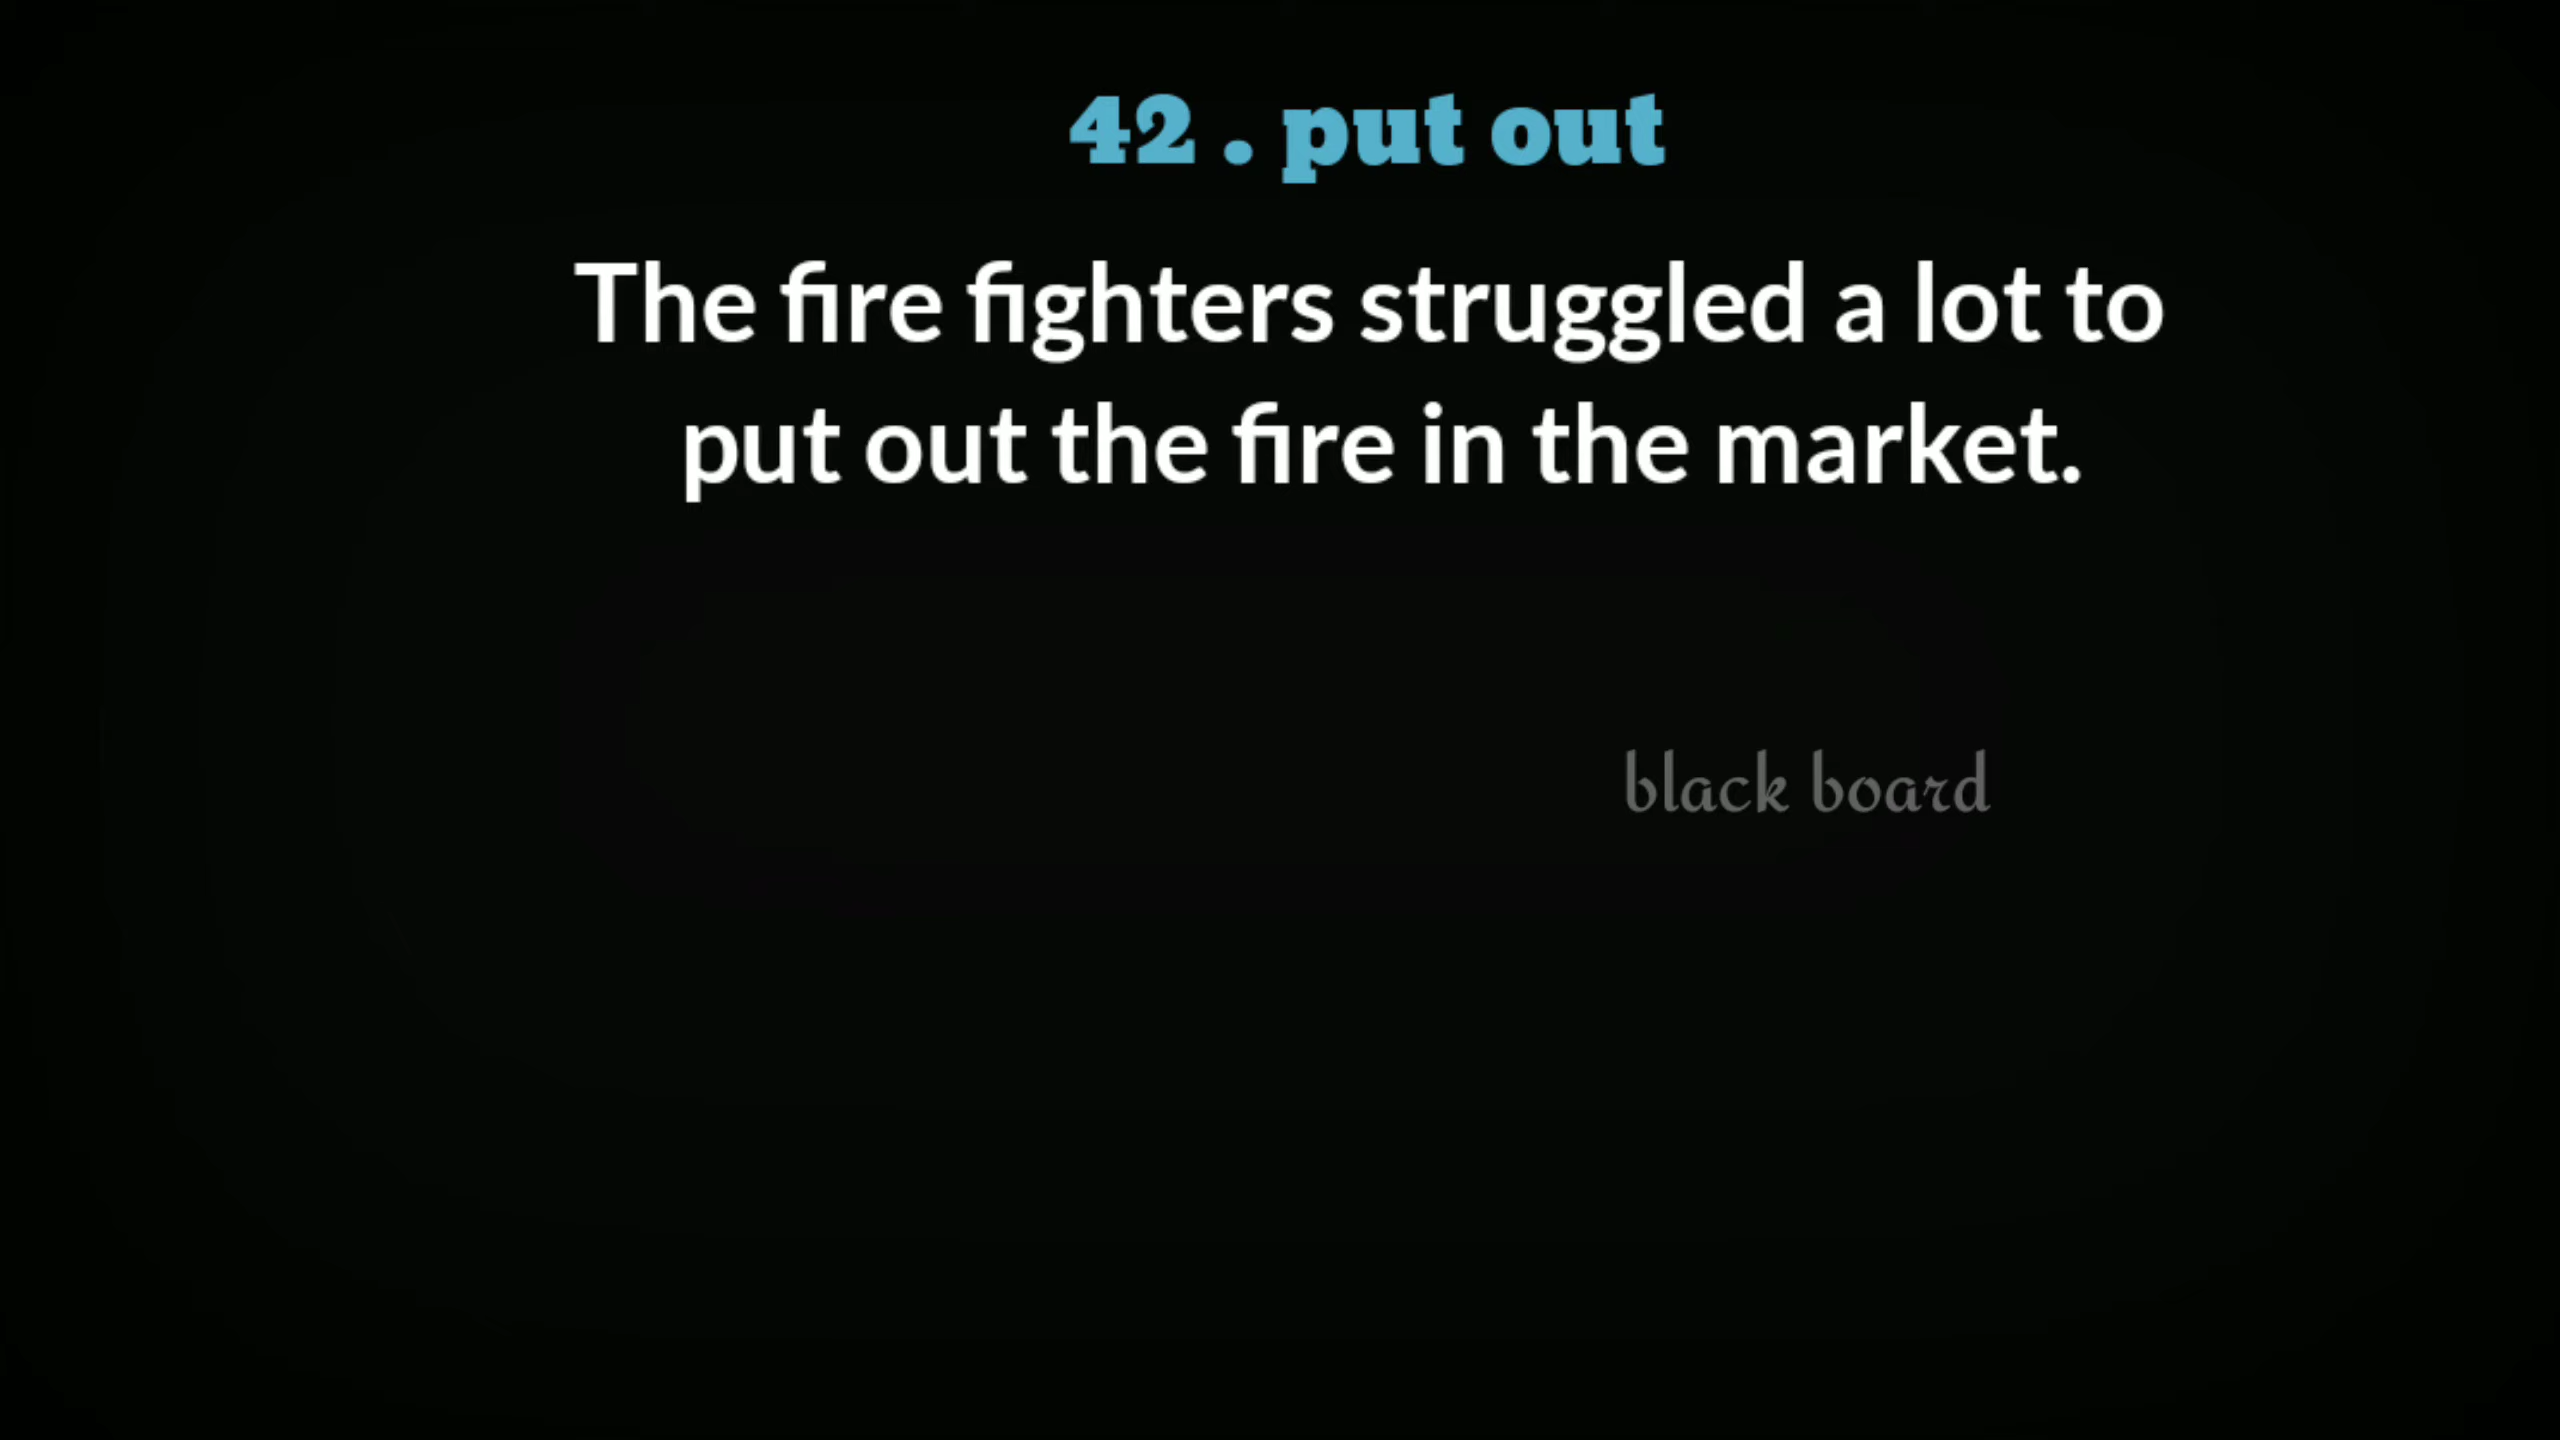 42 . put out
The fire fighters struggled a lot to
put out the fire in the market.
black board